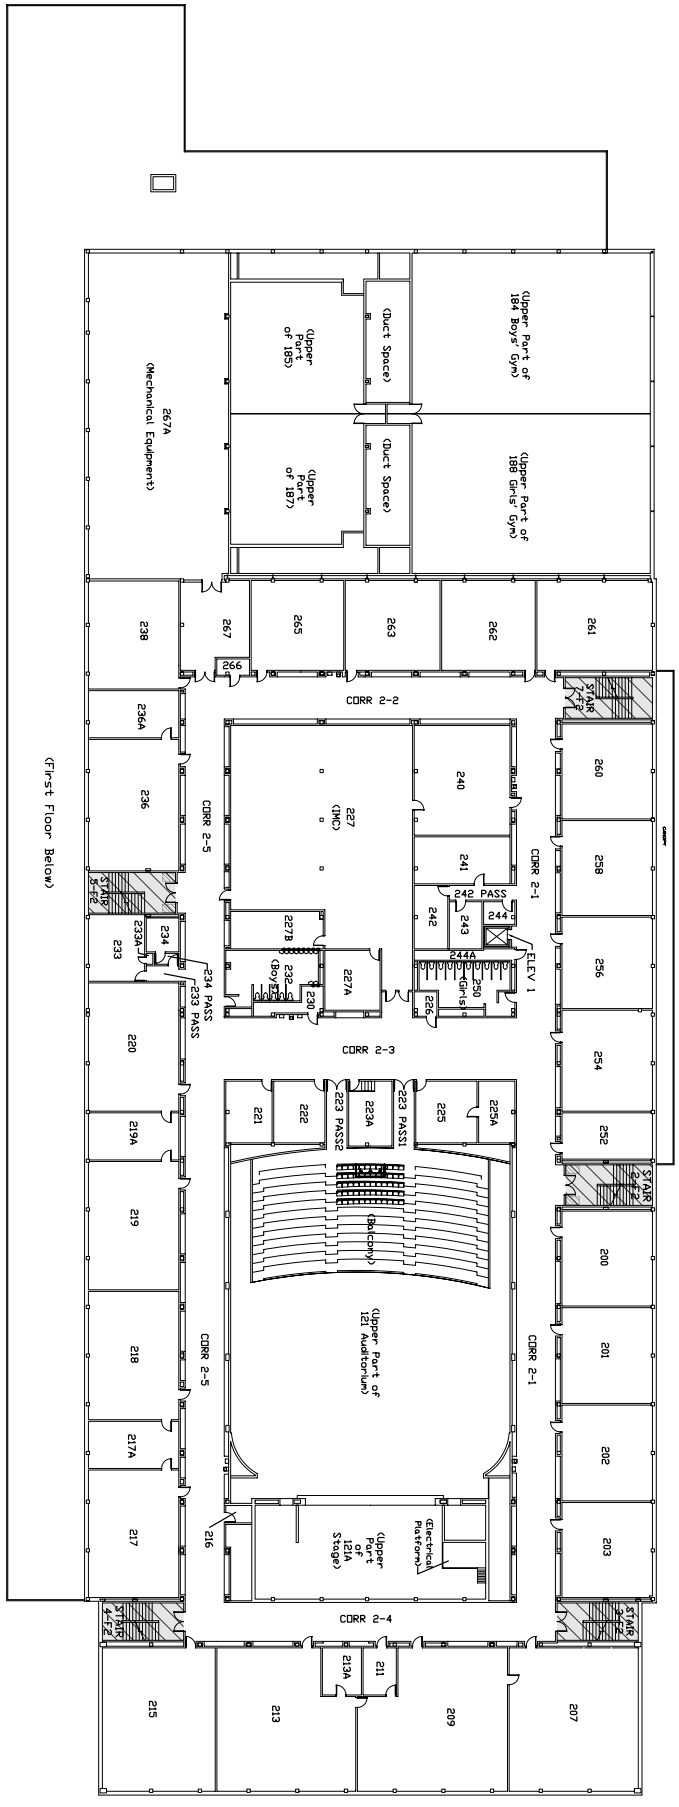 (Upper Part of
184 Boys' Gym)
(Duct Space)
(Upper
Part
of 185)
267A
(Mechanical Equipment)
(Upper Part of
188 Girls' Gym)
(Duct Space)
(Upper
Part
of 187)
238
267
266
265
263
262
261
CORR 2-2
STAIR
7-F2
236A
236
CORR 2-5
227
(IMC)
240
241
242 PASS
242
243
244
244A
ELEV 1
CORR 2-1
260
258
256
254
252
(First Floor Below)
STAIR
5-F2
233A
233
234
234 PASS
233 PASS
227B
232
(Boys)
230
227A
250
(Girls)
226
CORR 2-3
220
219A
219
221
222
223 PASS2
223A
223 PASS1
225
225A
STAIR
2-F2
(Balcony)
200
201
202
203
(Upper Part of
121 Auditorium)
CORR 2-5
CORR 2-1
218
217A
217
216
(Upper
Part
of
121A
Stage)
(Electrical
Platform)
STAIR
4-F2
CORR 2-4
STAIR
3-F2
215
213
213A
211
209
207